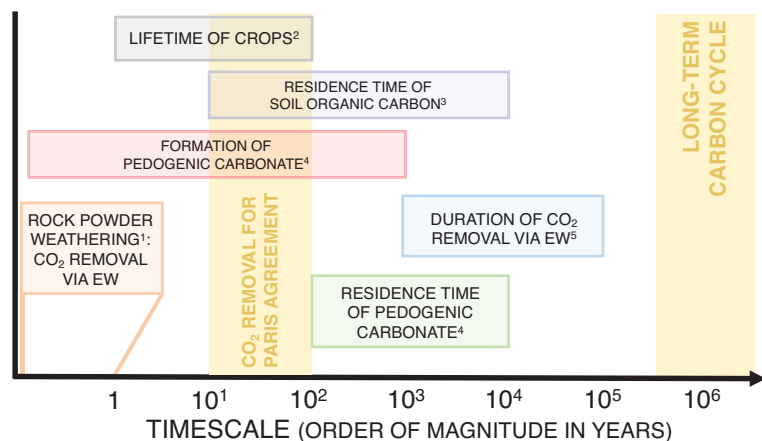 LIFETIME OF CROPS²
RESIDENCE TIME OF
SOIL ORGANIC CARBON³
FORMATION OF
PEDOGENIC CARBONATE⁴
ROCK POWDER
WEATHERING¹:
CO₂ REMOVAL
VIA EW
CO₂ REMOVAL FOR
PARIS AGREEMENT
DURATION OF CO₂
REMOVAL VIA EW⁵
RESIDENCE TIME
OF PEDOGENIC
CARBONATE⁴
LONG-TERM
CARBON CYCLE
1 10¹ 10² 10³ 10⁴ 10⁵ 10⁶
TIMESCALE (ORDER OF MAGNITUDE IN YEARS)